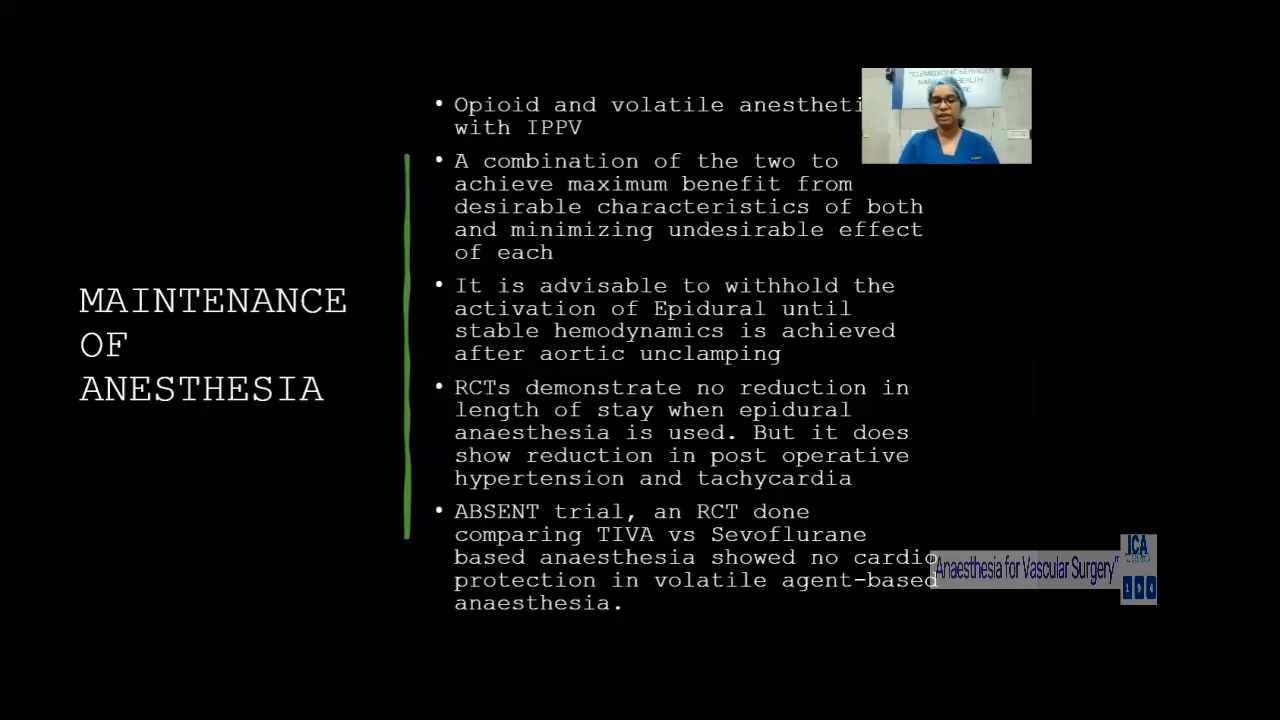 TELEMEDICINE SERVICES
MAINTENANCE
OF
ANESTHESIA
• Opioid and volatile anestheti
with IPPV
• A combination of the two to
achieve maximum benefit from
desirable characteristics of both
and minimizing undesirable effect
of each
• It is advisable to withhold the
activation of Epidural until
stable hemodynamics is achieved
after aortic unclamping
• RCTs demonstrate no reduction in
length of stay when epidural
anaesthesia is used. But it does
show reduction in post operative
hypertension and tachycardia
• ABSENT trial, an RCT done
comparing TIVA vs Sevoflurane
based anaesthesia showed no cardio
protection in volatile agent-based
anaesthesia.
Anaesthesia for Vascular Surgery"
ICA